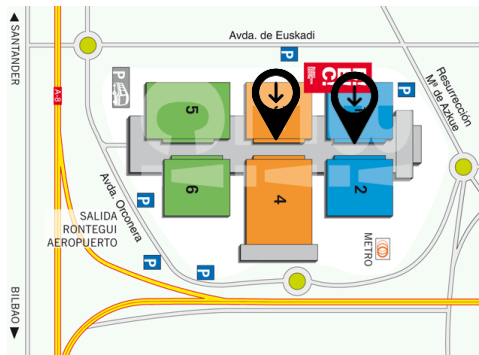 SANTANDER
Avda. de Euskadi
Resurrección
Mª de Azkue
P
P
P
A-8
5
6
4
2
Avda. Orconera
P
SALIDA
RONTEGUI
AEROPUERTO
METRO
P
P
BILBAO